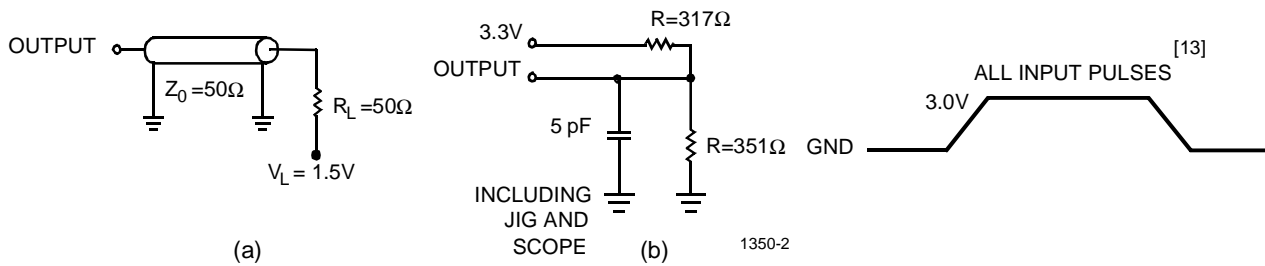 OUTPUT
Z0 =50Ω
RL =50Ω
VL = 1.5V
(a)
R=317Ω
3.3V
OUTPUT
5 pF
R=351Ω
INCLUDING
JIG AND
SCOPE
(b)
1350-2
ALL INPUT PULSES [13]
3.0V
GND